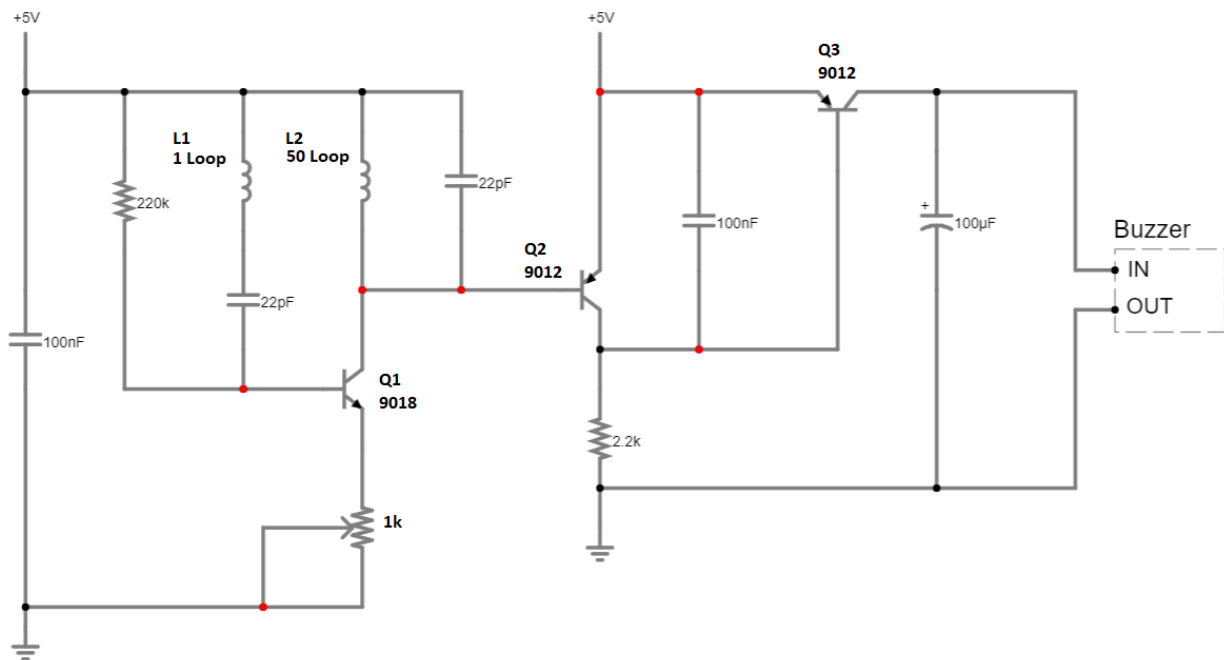 +5V
+5V
Q3
9012
L1
1 Loop
L2
50 Loop
220k
22pF
100nF
+
100µF
Buzzer
IN
OUT
Q2
9012
22pF
100nF
Q1
9018
2.2k
1k